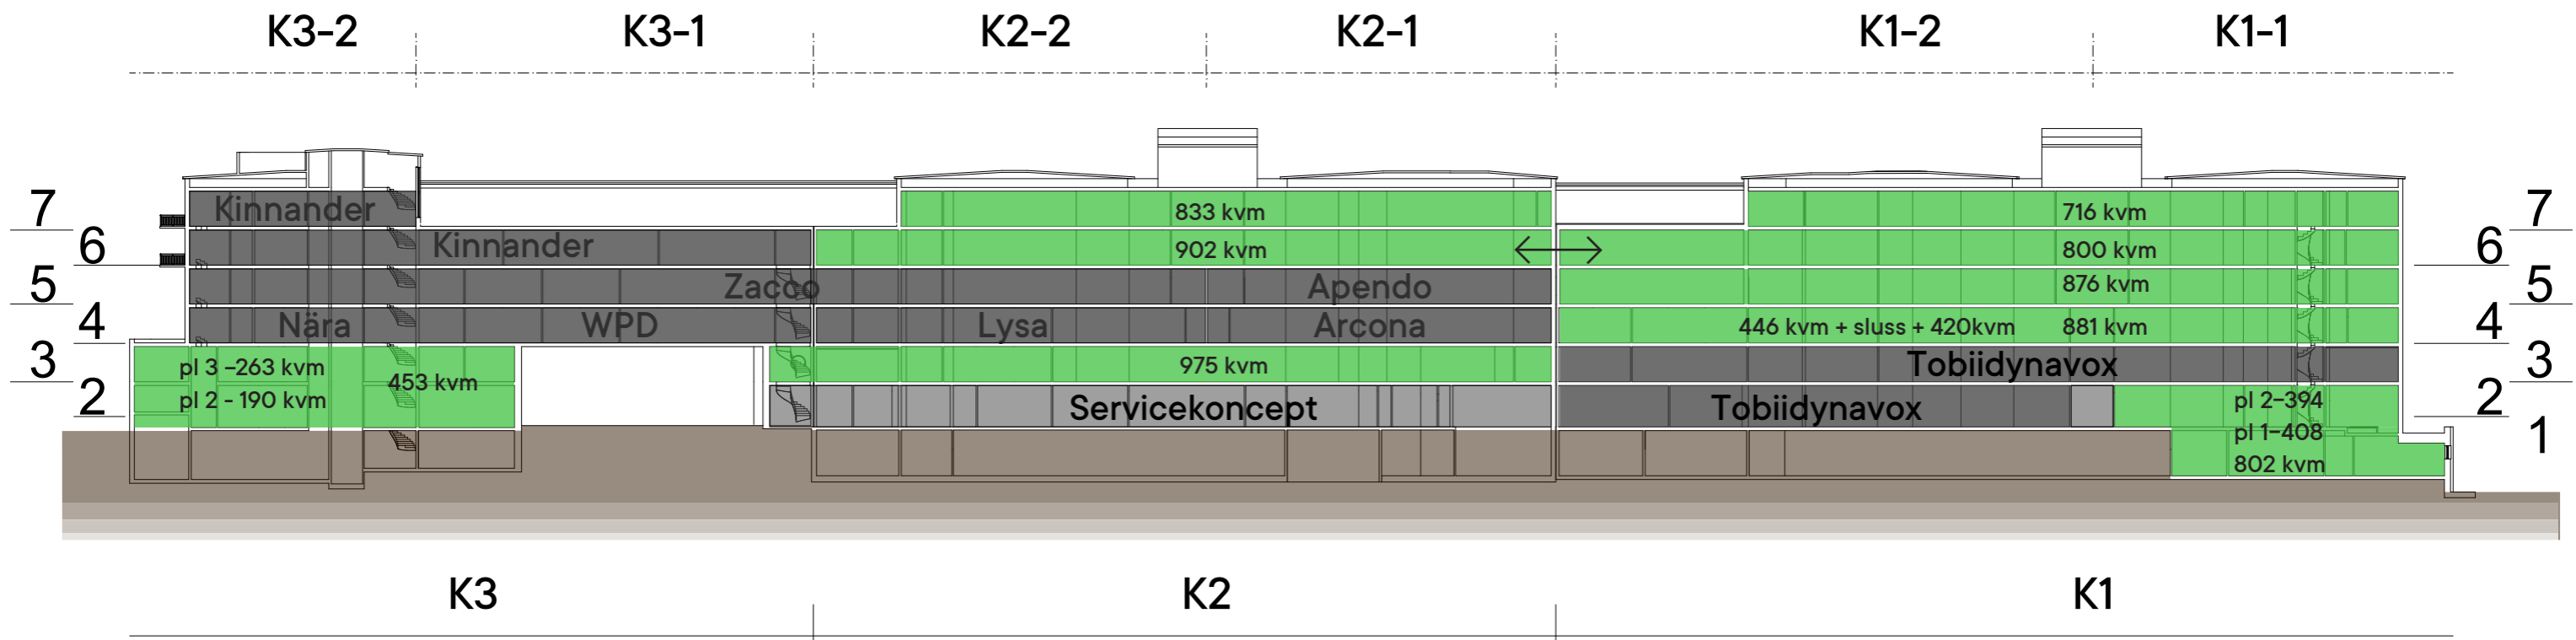 K3-2 K3-1 K2-2 K2-1 K1-2 K1-1
7 Kinnander 833 kvm 716 kvm 7
6 Kinnander 902 kvm 800 kvm 6
5 Zacco Apendo 876 kvm 5
4 Nära WPD Lysa Arcona 446 kvm + sluss + 420kvm 881 kvm 4
3 pl 3 –263 kvm 453 kvm 975 kvm Tobiidynavox 3
2 pl 2 - 190 kvm Servicekoncept Tobiidynavox pl 2–394 2
pl 1–408 1
802 kvm
K3 K2 K1